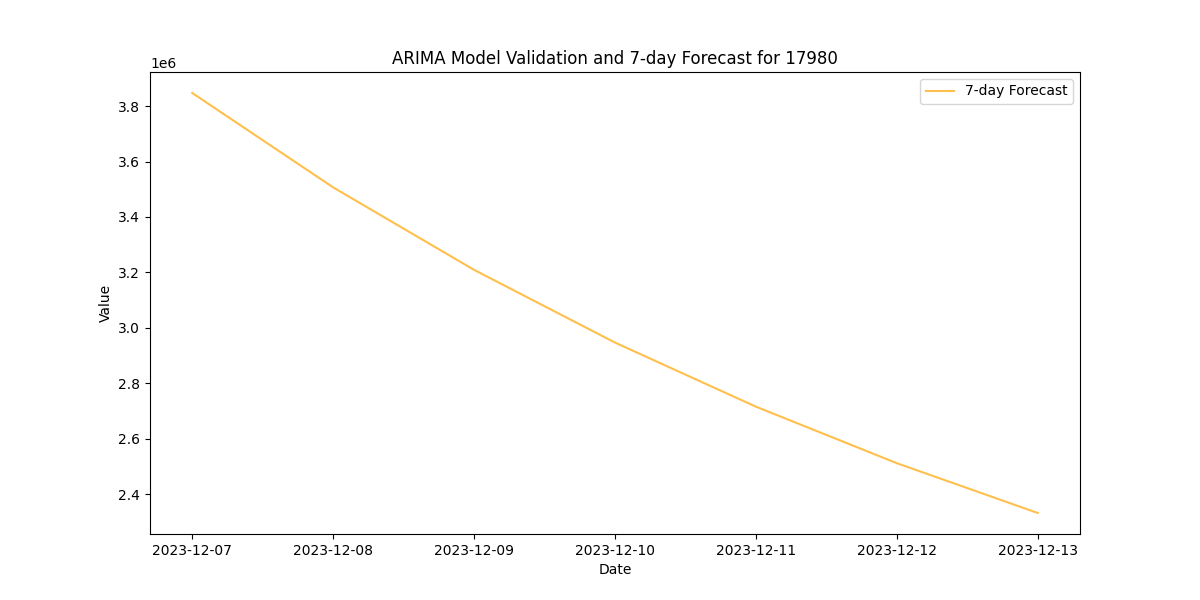 ARIMA Model Validation and 7-day Forecast for 17980
1e6
7-day Forecast
3.8
3.6
3.4
3.2
3.0
2.8
2.6
2.4
Value
2023-12-07 2023-12-08 2023-12-09 2023-12-10 2023-12-11 2023-12-12 2023-12-13
Date